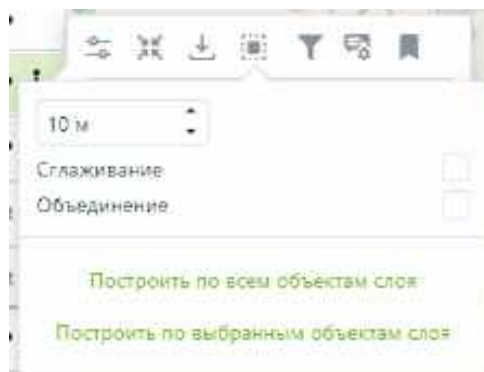 10 м
Сглаживание
Объединение
Построить по всем объектам слоя
Построить по выбранным объектам слоя